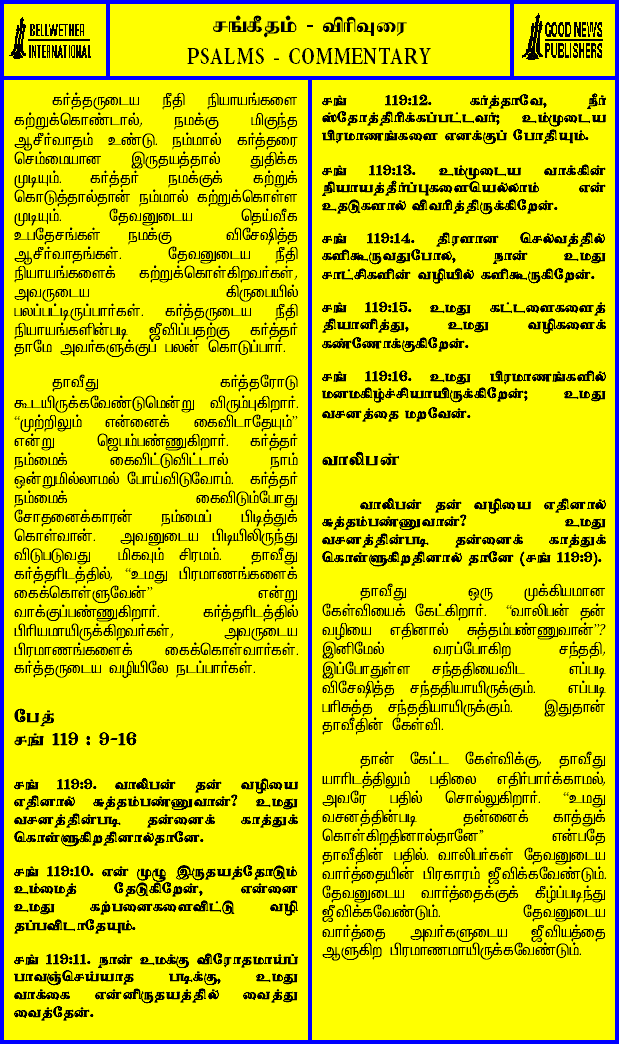 BELLWETHER
INTERNATIONAL
சங்கீதம் - விரிவுரை
PSALMS - COMMENTARY
GOOD NEWS
PUBLISHERS
கர்த்தருடைய நீதி நியாயங்களை
கற்றுக்கொண்டால், நமக்கு மிகுந்த
ஆசீர்வாதம் உண்டு. நம்மால் கர்த்தரை
செம்மையான இருதயத்தால் துதிக்க
முடியும். கர்த்தர் நமக்குக் கற்றுக்
கொடுத்தால்தான் நம்மால் கற்றுக்கொள்ள
முடியும். தேவனுடைய தெய்வீக
உபதேசங்கள் நமக்கு விசேஷித்த
ஆசீர்வாதங்கள். தேவனுடைய நீதி
நியாயங்களைக் கற்றுக்கொள்கிறவர்கள்,
அவருடைய கிருபையில்
பலப்பட்டிருப்பார்கள். கர்த்தருடைய நீதி
நியாயங்களின்படி ஜீவிப்பதற்கு கர்த்தர்
தாமே அவர்களுக்குப் பலன் கொடுப்பார்.
தாவீது கர்த்தரோடு
கூடயிருக்கவேண்டுமென்று விரும்புகிறார்.
“முற்றிலும் என்னைக் கைவிடாதேயும்”
என்று ஜெபம்பண்ணுகிறார். கர்த்தர்
நம்மைக் கைவிட்டுவிட்டால் நாம்
ஒன்றுமில்லாமல் போய்விடுவோம். கர்த்தர்
நம்மைக் கைவிடும்போது
சோதனைக்காரன் நம்மைப் பிடித்துக்
கொள்வான். அவனுடைய பிடியிலிருந்து
விடுபடுவது மிகவும் சிரமம். தாவீது
கர்த்தரிடத்தில், “உமது பிரமாணங்களைக்
கைக்கொள்ளுவேன்” என்று
வாக்குப்பண்ணுகிறார். கர்த்தரிடத்தில்
பிரியமாயிருக்கிறவர்கள், அவருடைய
பிரமாணங்களைக் கைக்கொள்வார்கள்.
கர்த்தருடைய வழியிலே நடப்பார்கள்.
பேத்
சங் 119 : 9-16
சங் 119:9. வாலிபன் தன் வழியை
எதினால் சுத்தம்பண்ணுவான்? உமது
வசனத்தின்படி தன்னைக் காத்துக்
கொள்ளுகிறதினால்தானே.
சங் 119:10. என் முழு இருதயத்தோடும்
உம்மைத் தேடுகிறேன், என்னை
உமது கற்பனைகளைவிட்டு வழி
தப்பவிடாதேயும்.
சங் 119:11. நான் உமக்கு விரோதமாய்ப்
பாவஞ்செய்யாத படிக்கு, உமது
வாக்கை என்னிருதயத்தில் வைத்து
வைத்தேன்.
சங் 119:12. கர்த்தாவே, நீர்
ஸ்தோத்திரிக்கப்பட்டவர்; உம்முடைய
பிரமாணங்களை எனக்குப் போதியும்.
சங் 119:13. உம்முடைய வாக்கின்
நியாயத்தீர்ப்புகளையெல்லாம் என்
உதடுகளால் விவரித்திருக்கிறேன்.
சங் 119:14. திரளான செல்வத்தில்
களிகூருவதுபோல், நான் உமது
சாட்சிகளின் வழியில் களிகூருகிறேன்.
சங் 119:15. உமது கட்டளைகளைத்
தியானித்து, உமது வழிகளைக்
கண்ணோக்குகிறேன்.
சங் 119:16. உமது பிரமாணங்களில்
மனமகிழ்ச்சியாயிருக்கிறேன்; உமது
வசனத்தை மறவேன்.
வாலிபன்
வாலிபன் தன் வழியை எதினால்
சுத்தம்பண்ணுவான்? உமது
வசனத்தின்படி தன்னைக் காத்துக்
கொள்ளுகிறதினால் தானே (சங் 119:9).
தாவீது ஒரு முக்கியமான
கேள்வியைக் கேட்கிறார். “வாலிபன் தன்
வழியை எதினால் சுத்தம்பண்ணுவான்”?
இனிமேல் வரப்போகிற சந்ததி,
இப்போதுள்ள சந்ததியைவிட எப்படி
விசேஷித்த சந்ததியாயிருக்கும். எப்படி
பரிசுத்த சந்ததியாயிருக்கும். இதுதான்
தாவீதின் கேள்வி.
தான் கேட்ட கேள்விக்கு, தாவீது
யாரிடத்திலும் பதிலை எதிர்பார்க்காமல்,
அவரே பதில் சொல்லுகிறார். “உமது
வசனத்தின்படி தன்னைக் காத்துக்
கொள்கிறதினால்தானே” என்பதே
தாவீதின் பதில். வாலிபர்கள் தேவனுடைய
வார்த்தையின் பிரகாரம் ஜீவிக்கவேண்டும்.
தேவனுடைய வார்த்தைக்குக் கீழ்ப்படிந்து
ஜீவிக்கவேண்டும். தேவனுடைய
வார்த்தை அவர்களுடைய ஜீவியத்தை
ஆளுகிற பிரமாணமாயிருக்கவேண்டும்.